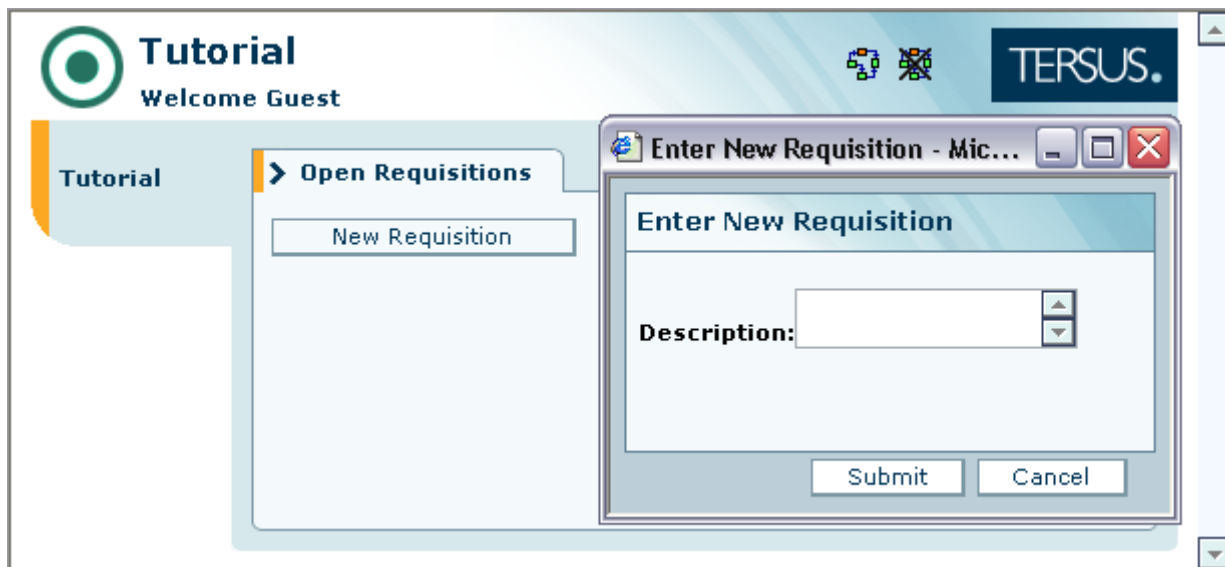 Tutorial
Welcome Guest
TERSUS.
Tutorial
Open Requisitions
New Requisition
Enter New Requisition - Mic...
Enter New Requisition
Description:
Submit
Cancel